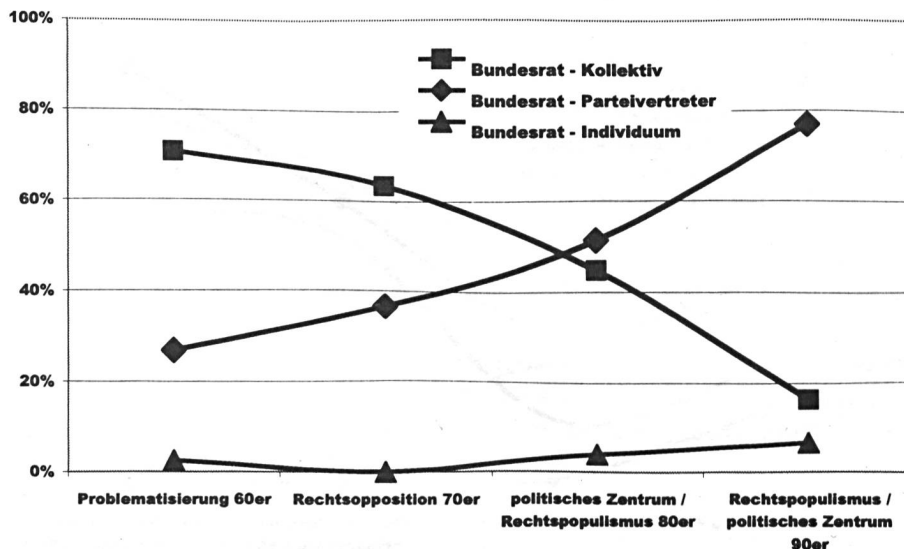 100%
80%
60%
40%
20%
0%
Bundesrat - Kollektiv
Bundesrat - Parteivertreter
Bundesrat - Individuum
Problematisierung 60er
Rechtsopposition 70er
politisches Zentrum /
Rechtspopulismus 80er
Rechtspopulismus /
politisches Zentrum
90er